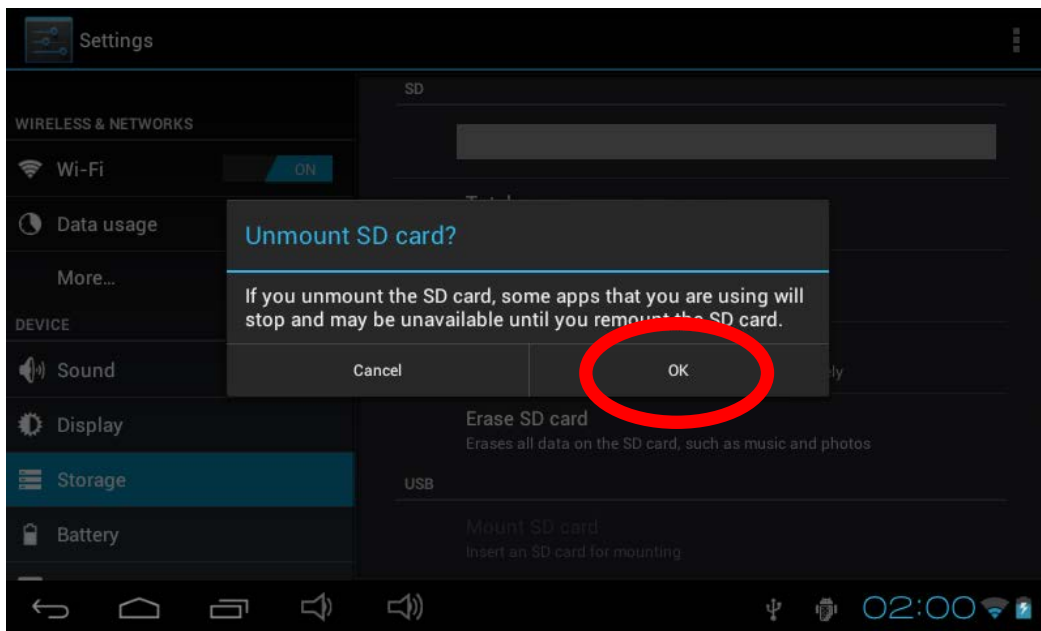 Settings
SD
WIRELESS & NETWORKS
Wi-Fi
ON
Data usage
Unmount SD card?
More...
If you unmount the SD card, some apps that you are using will
stop and may be unavailable until you remount the SD card.
DEVICE
Cancel
OK
Sound
Erase SD card
Erases all data on the SD card, such as music and photos
Display
Storage
USB
Mount SD card
Insert an SD card for mounting
Battery
02:00